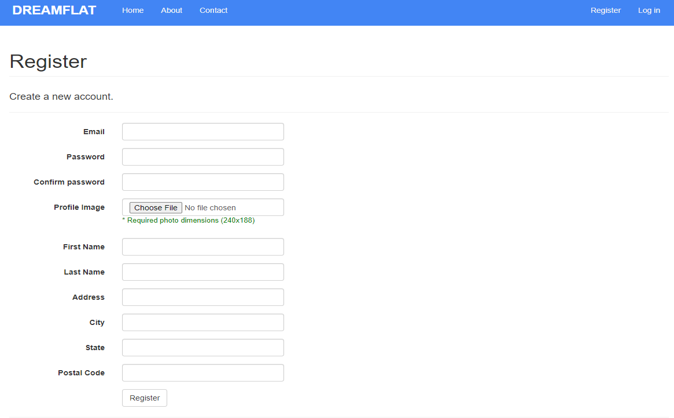 DREAMFLAT Home About Contact Register Log in
Register
Create a new account.
Email
Password
Confirm password
Profile Image Choose File No file chosen
* Required photo dimensions (240x188)
First Name
Last Name
Address
City
State
Postal Code
Register